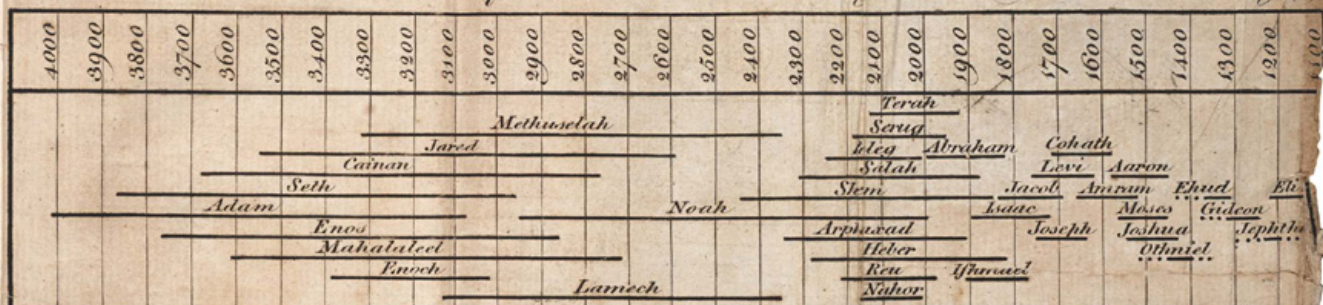 4000 3900 3800 3700 3600 3500 3400 3300 3200 3100 3000 2900 2800 2700 2600 2500 2400 2300 2200 2100 2000 1900 1800 1700 1600 1500 1400 1300 1200 1100
Terah
Methuselah Serug
Jared Peleg Abraham Cohath
Cainan Salah Levi Aaron
Seth Shem Jacob Amram Ehud Eli
Adam Noah Isaac Moses Gideon
Enos Arphaxad Joseph Joshua Jephtha
Mahalaleel Heber Othniel
Enoch Reu Ishmael
Lamech Nahor